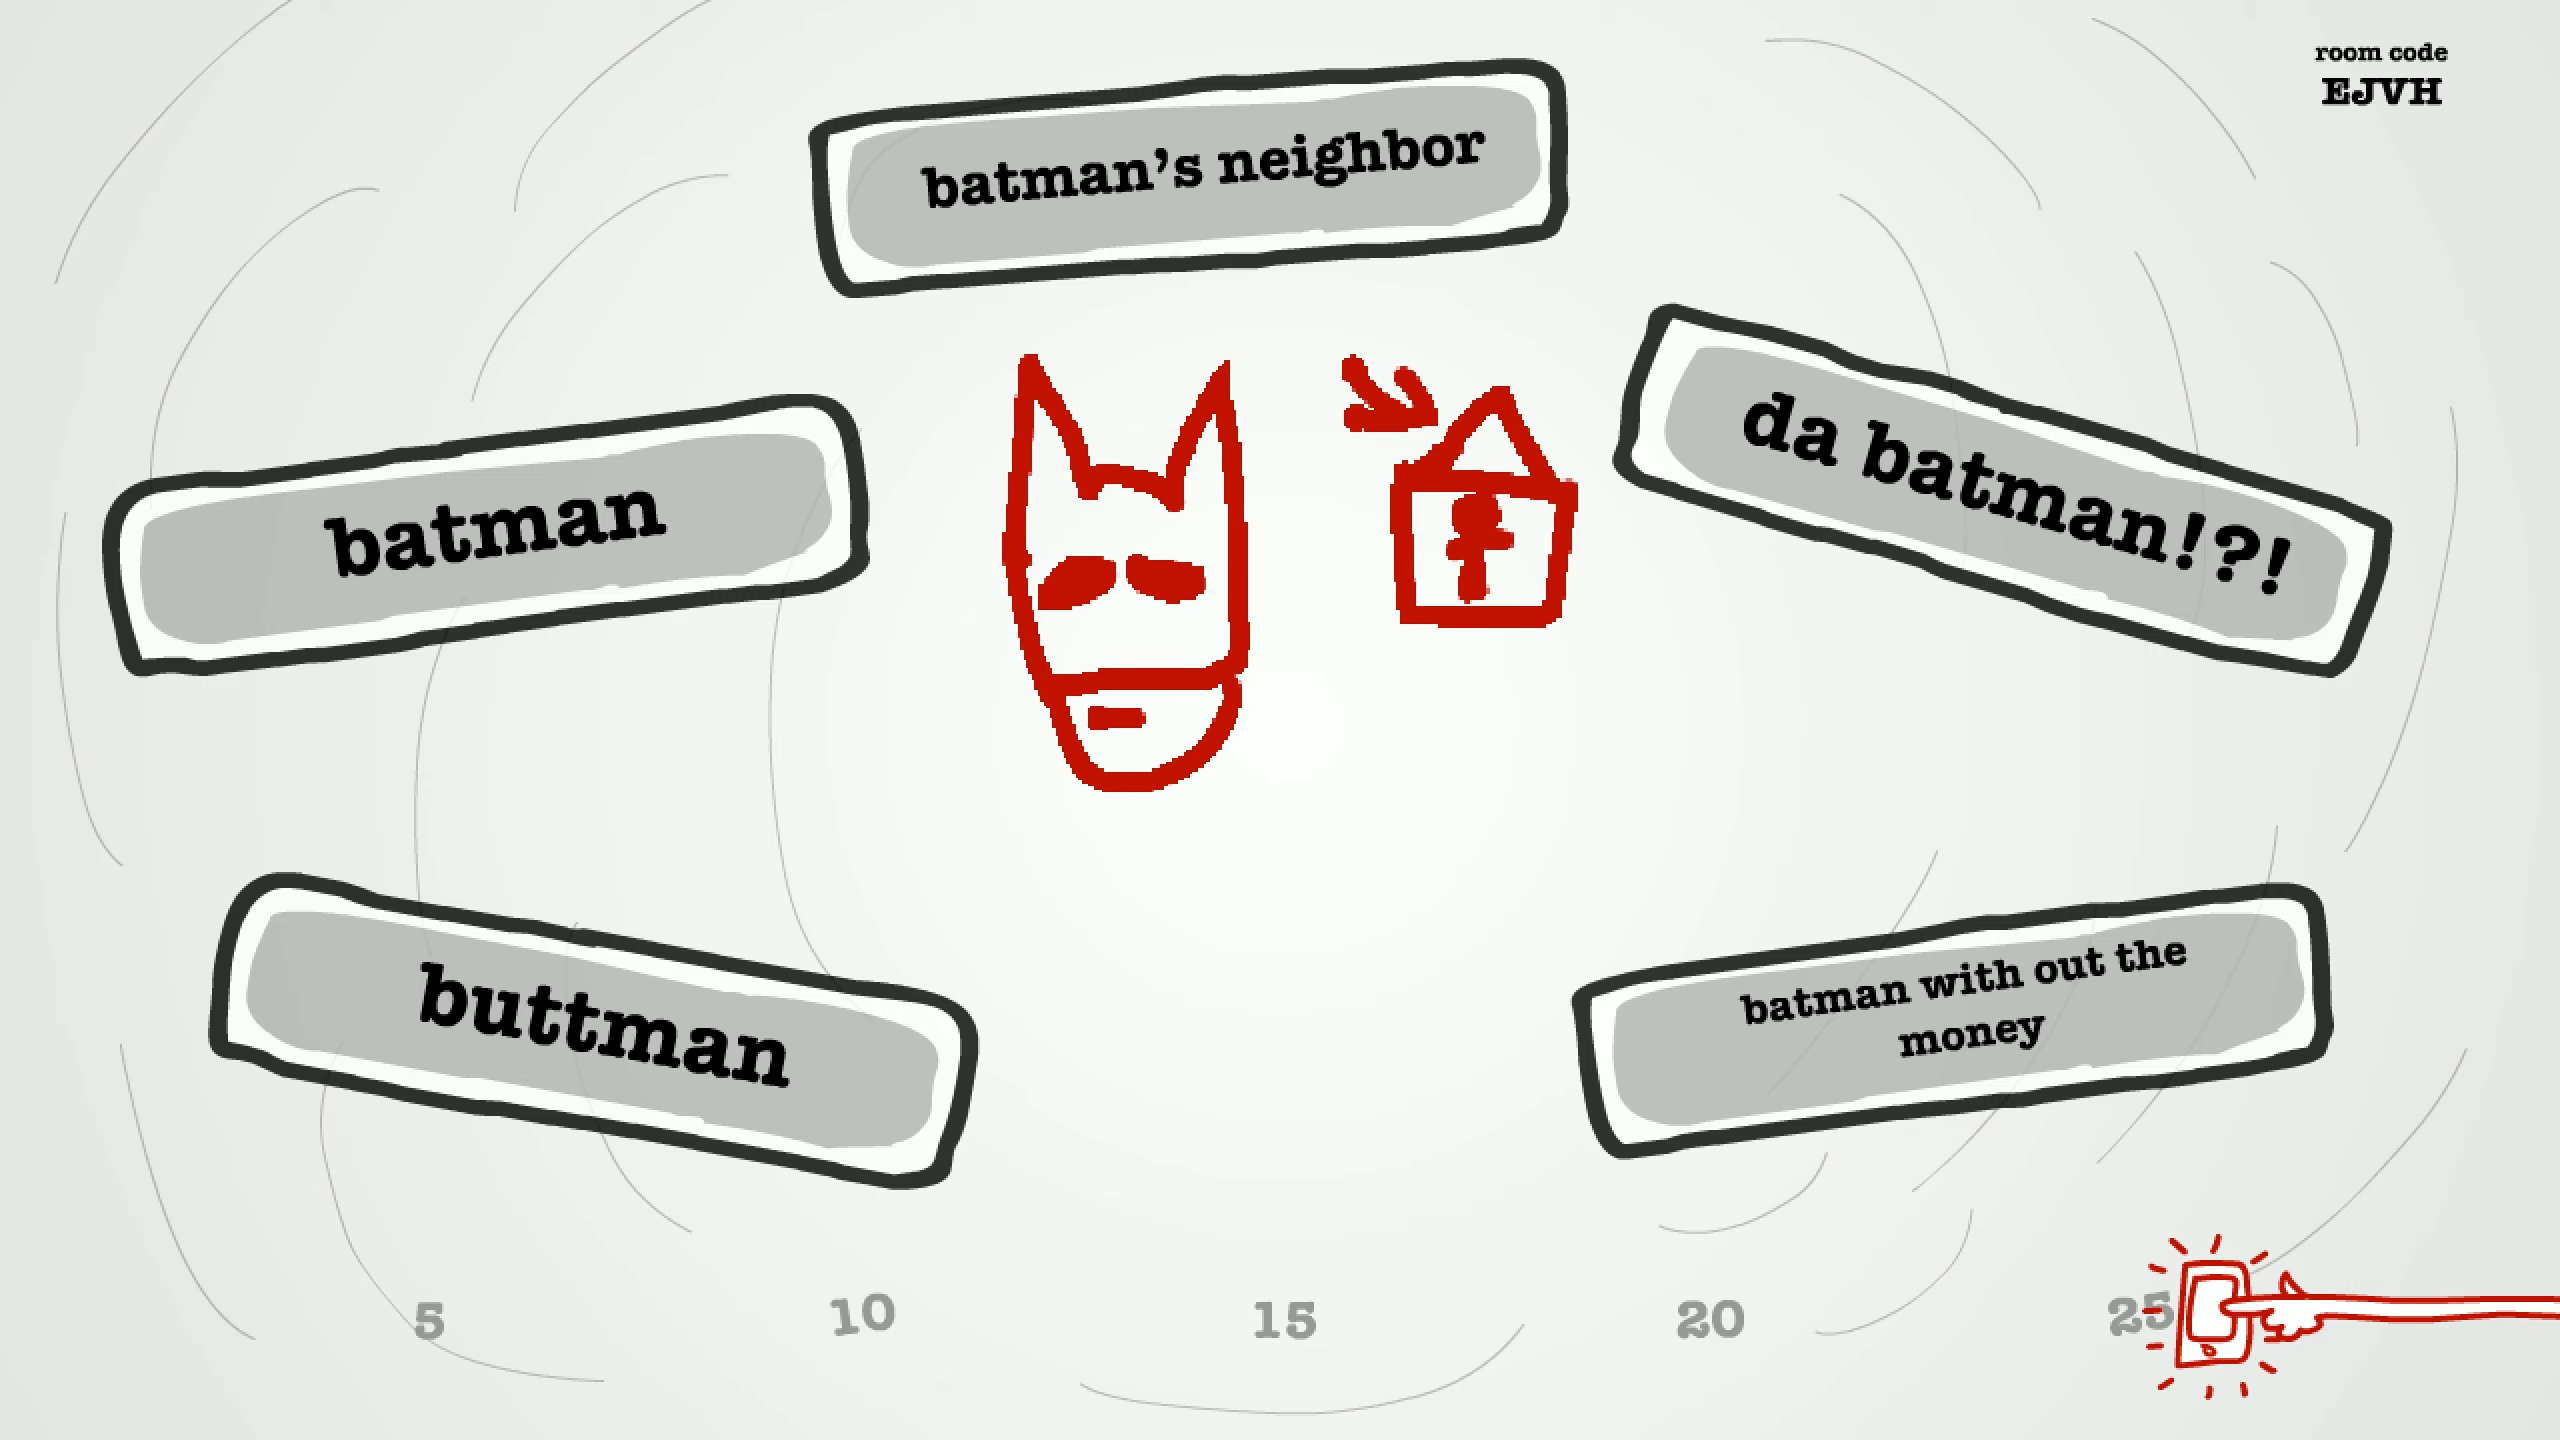 room code
EJVH
batman's neighbor
da batman!?!
batman
batman with out the
money
buttman
5
10
15
20
25